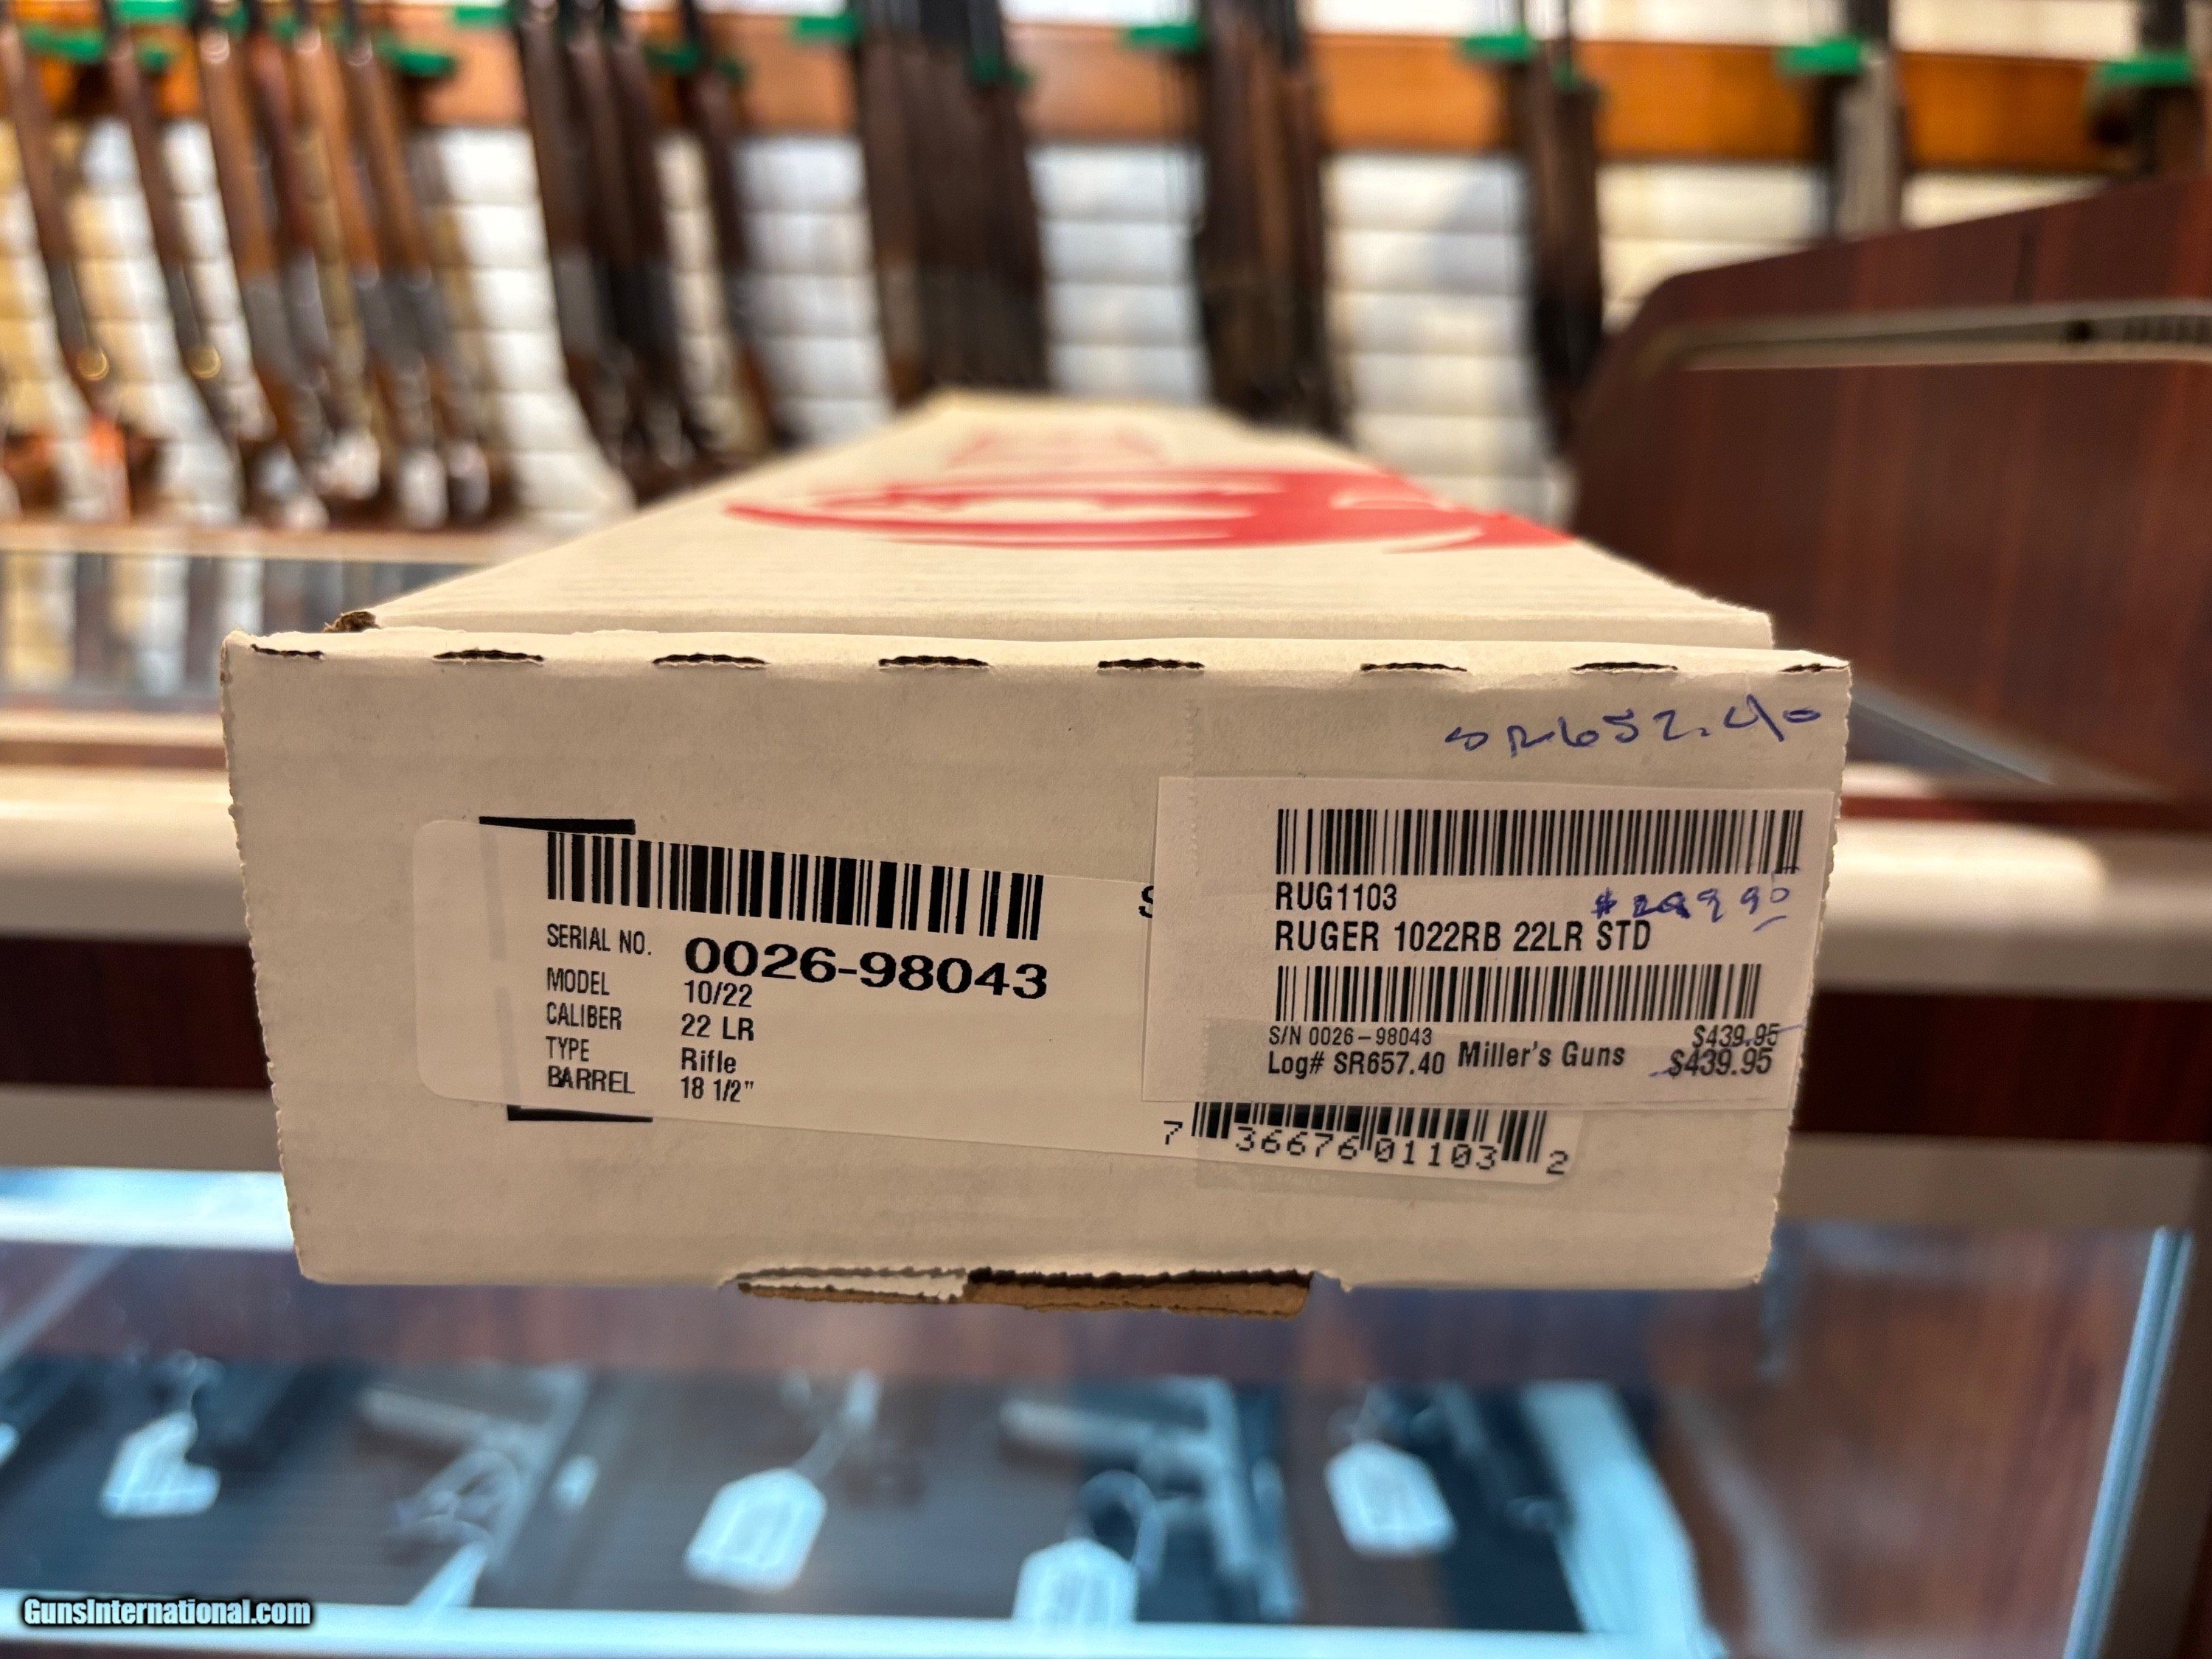 SR652.40
SERIAL NO. 0026-98043
MODEL 10/22
CALIBER 22 LR
TYPE Rifle
BARREL 18 1/2"
S
RUG1103
RUGER 1022RB 22LR STD
S/N 0026-98043 $439.95
Log# SR657.40 Miller's Guns $439.95
7 36676 01103 2
GunsInternational.com